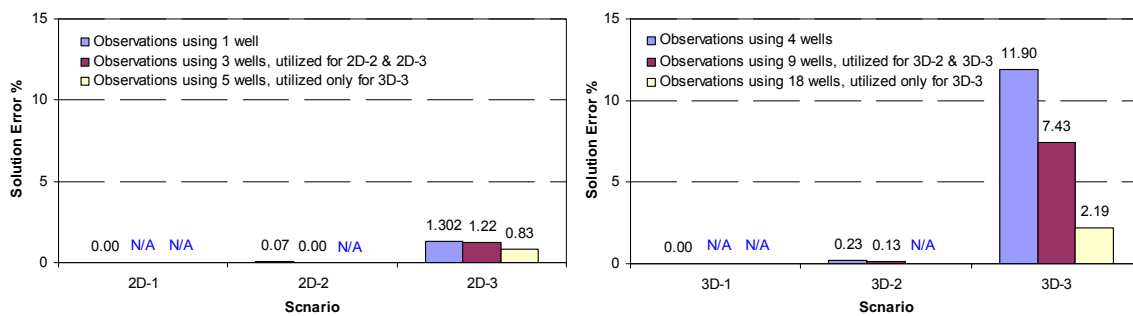 15
10
5
0
Solution Error %
Observations using 1 well
Observations using 3 wells, utilized for 2D-2 & 2D-3
Observations using 5 wells, utilized only for 3D-3
0.00 N/A N/A
0.07 0.00 N/A
1.302 1.22 0.83
2D-1 2D-2 2D-3
Scnario
15
10
5
0
Solution Error %
Observations using 4 wells
Observations using 9 wells, utilized for 3D-2 & 3D-3
Observations using 18 wells, utilized only for 3D-3
0.00 N/A N/A
0.23 0.13 N/A
11.90
7.43
2.19
3D-1 3D-2 3D-3
Scnario